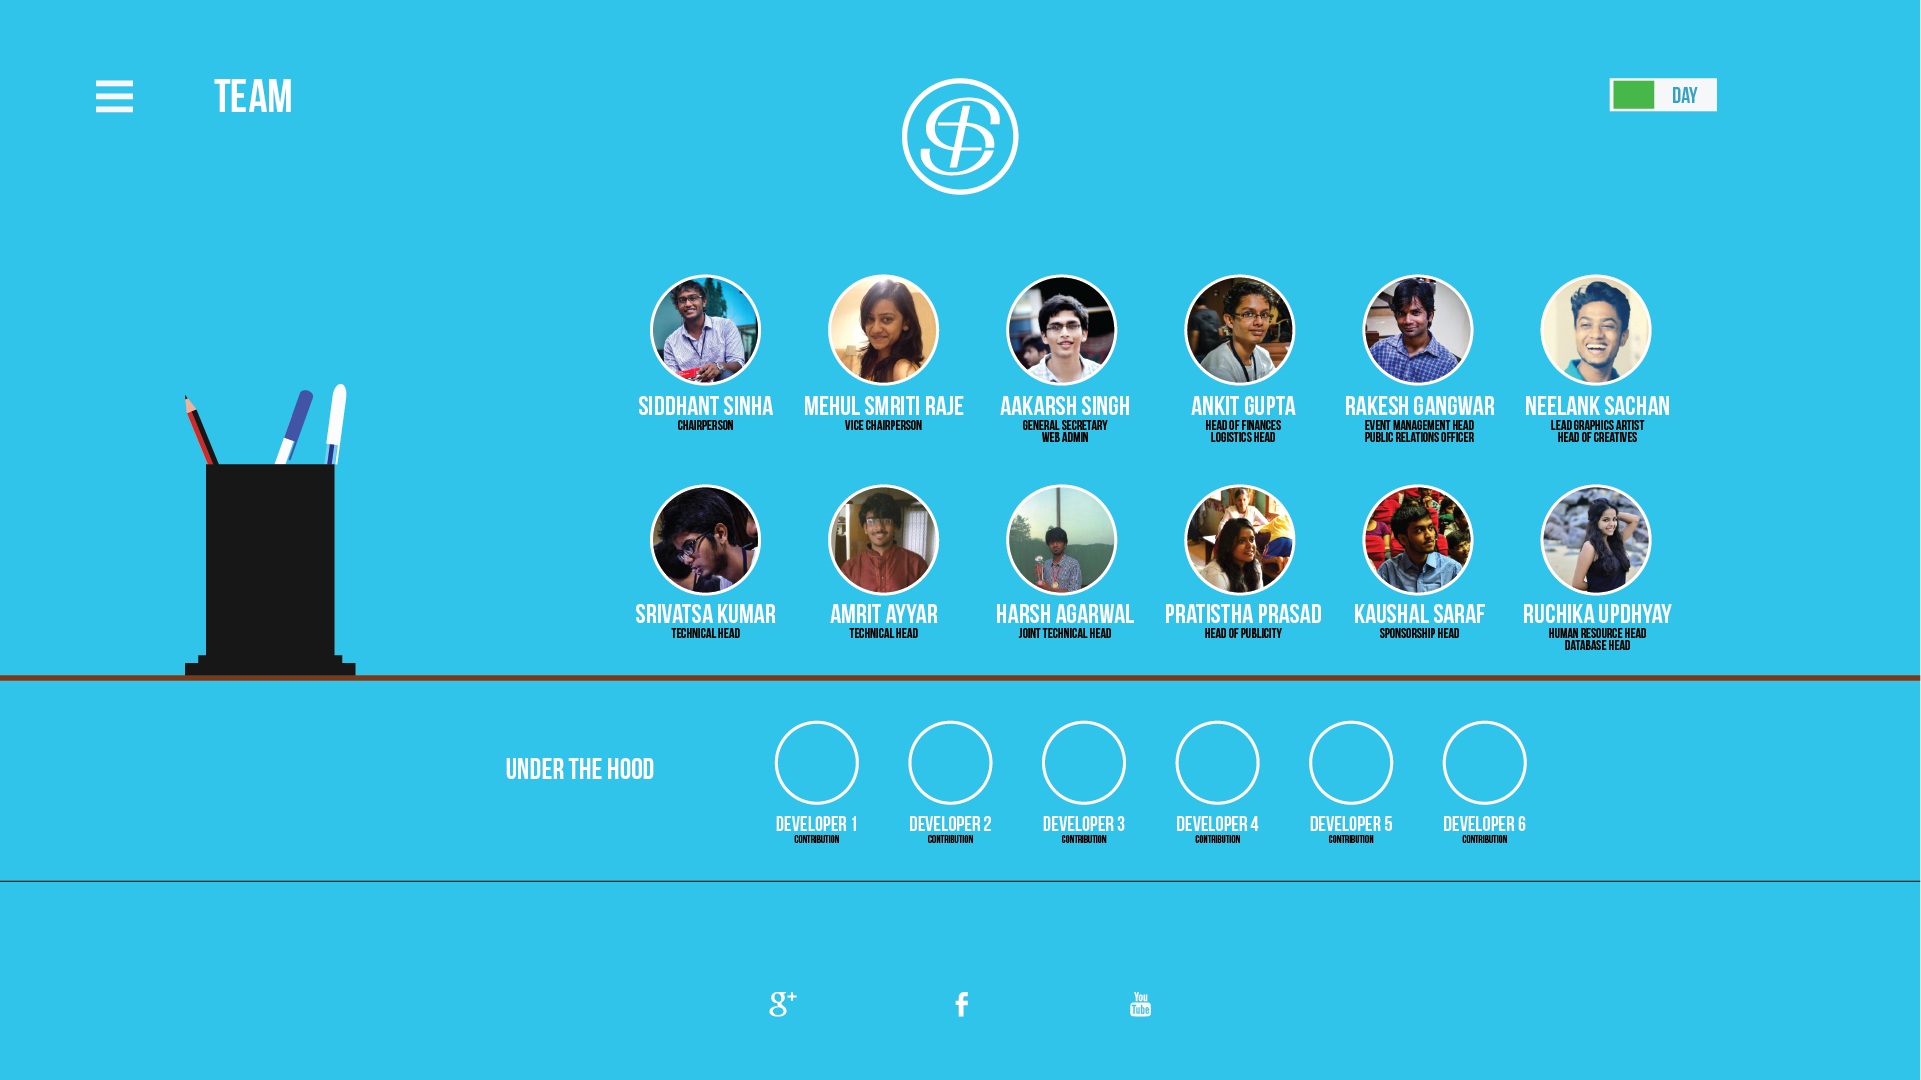 TEAM
DAY
SIDDHANT SINHA
CHAIRPERSON
MEHUL SMRITI RAJE
VICE CHAIRPERSON
AAKARSH SINGH
GENERAL SECRETARY
WEB ADMIN
ANKIT GUPTA
HEAD OF FINANCES
LOGISTICS HEAD
RAKESH GANGWAR
EVENT MANAGEMENT HEAD
PUBLIC RELATIONS OFFICER
NEELANK SACHAN
LEAD GRAPHICS ARTIST
HEAD OF CREATIVES
SRIVATSA KUMAR
TECHNICAL HEAD
AMRIT AYYAR
TECHNICAL HEAD
HARSH AGARWAL
JOINT TECHNICAL HEAD
PRATISTHA PRASAD
HEAD OF PUBLICITY
KAUSHAL SARAF
SPONSORSHIP HEAD
RUCHIKA UPDHYAY
HUMAN RESOURCE HEAD
DATABASE HEAD
UNDER THE HOOD
DEVELOPER 1
CONTRIBUTION
DEVELOPER 2
CONTRIBUTION
DEVELOPER 3
CONTRIBUTION
DEVELOPER 4
CONTRIBUTION
DEVELOPER 5
CONTRIBUTION
DEVELOPER 6
CONTRIBUTION
g+
f
You
Tube